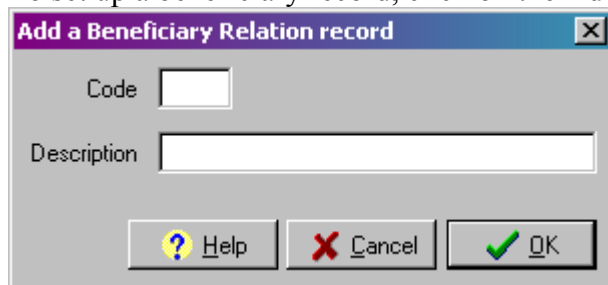 Add a Beneficiary Relation record
Code
Description
? Help
Cancel
OK